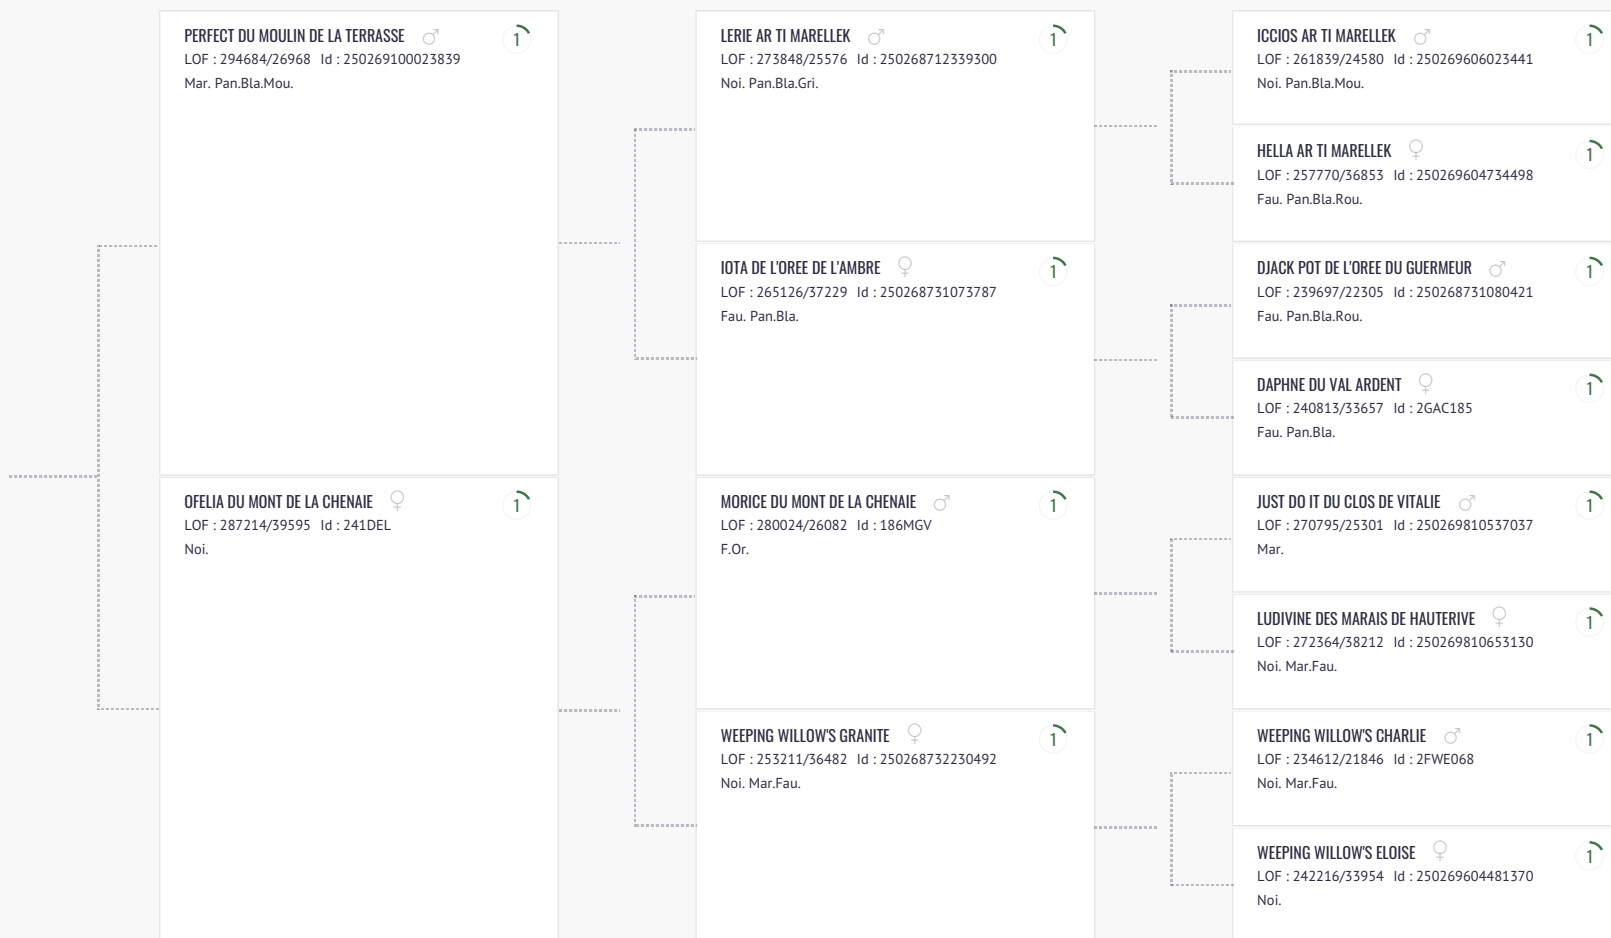 PERFECT DU MOULIN DE LA TERRASSE
1
LOF : 294684/26968 Id : 250269100023839
Mar. Pan.Bla.Mou.
OFELIA DU MONT DE LA CHENAIE
1
LOF : 287214/39595 Id : 241DEL
Noi.
LERIE AR TI MARELLEK
1
LOF : 273848/25576 Id : 250268712339300
Noi. Pan.Bla.Gri.
IOTA DE L'OREE DE L'AMBRE
1
LOF : 265126/37229 Id : 250268731073787
Fau. Pan.Bla.
MORICE DU MONT DE LA CHENAIE
1
LOF : 280024/26082 Id : 186MGV
F.Or.
WEEPING WILLOW'S GRANITE
1
LOF : 253211/36482 Id : 250268732230492
Noi. Mar.Fau.
ICCIOS AR TI MARELLEK
1
LOF : 261839/24580 Id : 250269606023441
Noi. Pan.Bla.Mou.
HELLA AR TI MARELLEK
1
LOF : 257770/36853 Id : 250269604734498
Fau. Pan.Bla.Rou.
DJACK POT DE L'OREE DU GUERMEUR
1
LOF : 239697/22305 Id : 250268731080421
Fau. Pan.Bla.Rou.
DAPHNE DU VAL ARDENT
1
LOF : 240813/33657 Id : 2GAC185
Fau. Pan.Bla.
JUST DO IT DU CLOS DE VITALIE
1
LOF : 270795/25301 Id : 250269810537037
Mar.
LUDIVINE DES MARAIS DE HAUTERIVE
1
LOF : 272364/38212 Id : 250269810653130
Noi. Mar.Fau.
WEEPING WILLOW'S CHARLIE
1
LOF : 234612/21846 Id : 2FWE068
Noi. Mar.Fau.
WEEPING WILLOW'S ELOISE
1
LOF : 242216/33954 Id : 250269604481370
Noi.